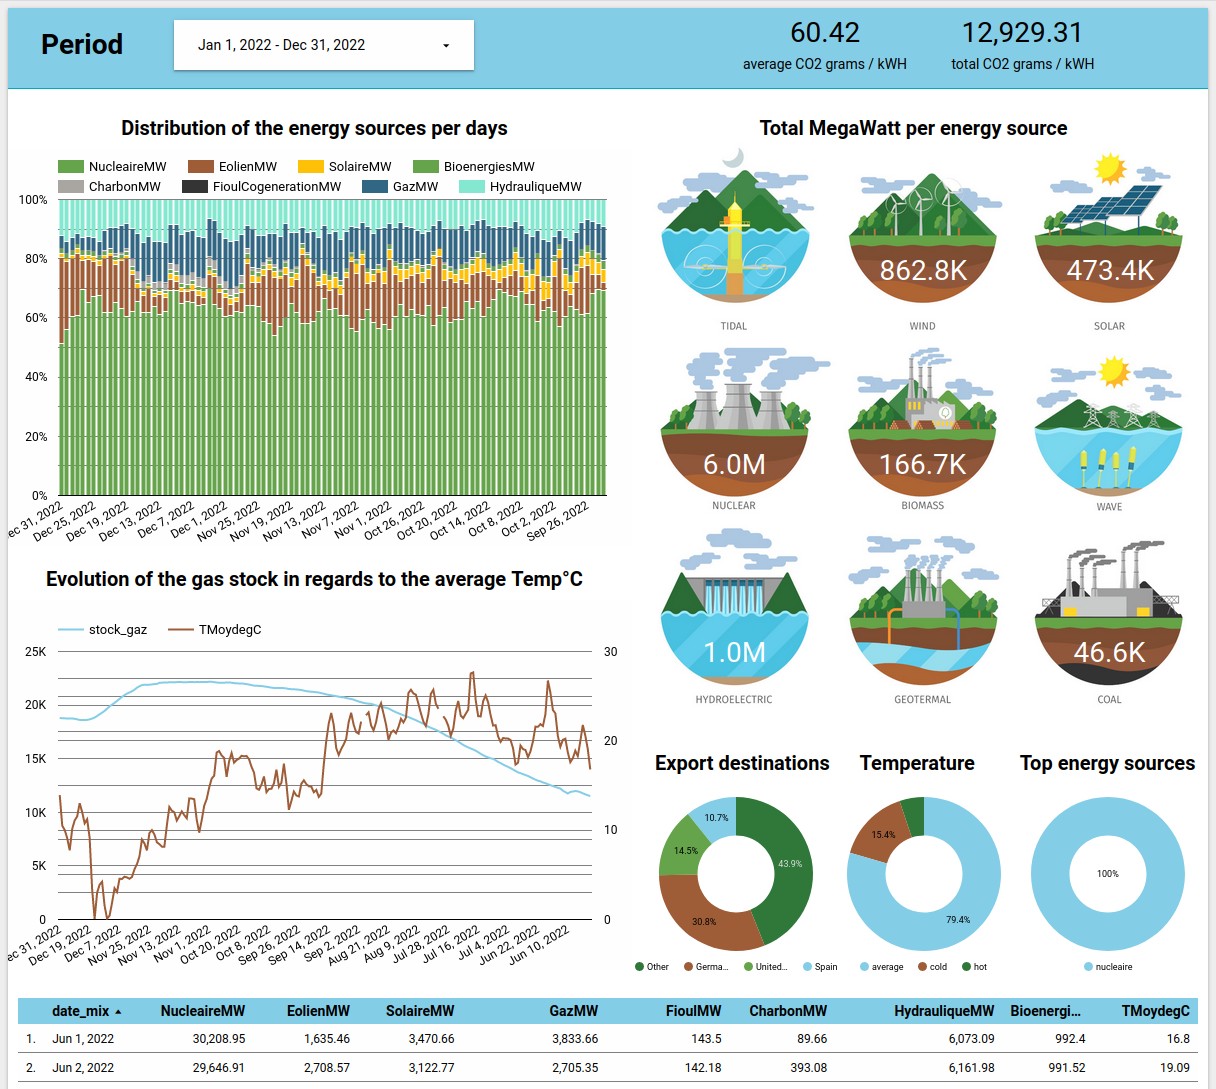 Period
Jan 1, 2022 - Dec 31, 2022
60.42
average CO2 grams / kWH
12,929.31
total CO2 grams / kWH
Distribution of the energy sources per days
NucleaireMW EolienMW SolaireMW BioenergiesMW
CharbonMW FioulCogenerationMW GazMW HydrauliqueMW
100%
80%
60%
40%
20%
0%
ec 31, 2022
Dec 25, 2022
Dec 19, 2022
Dec 13, 2022
Dec 7, 2022
Dec 1, 2022
Nov 25, 2022
Nov 19, 2022
Nov 13, 2022
Nov 7, 2022
Nov 1, 2022
Oct 26, 2022
Oct 20, 2022
Oct 14, 2022
Oct 8, 2022
Oct 2, 2022
Sep 26, 2022
Evolution of the gas stock in regards to the average Temp°C
stock_gaz TMoydegC
25K
20K
15K
10K
5K
0
30
20
10
0
ec 31, 2022
Dec 19, 2022
Dec 7, 2022
Nov 25, 2022
Nov 13, 2022
Nov 1, 2022
Oct 20, 2022
Oct 8, 2022
Sep 26, 2022
Sep 14, 2022
Sep 2, 2022
Aug 21, 2022
Aug 9, 2022
Jul 28, 2022
Jul 16, 2022
Jul 4, 2022
Jun 22, 2022
Jun 10, 2022
Total MegaWatt per energy source
862.8K 473.4K
TIDAL WIND SOLAR
6.0M 166.7K
NUCLEAR BIOMASS WAVE
1.0M 46.6K
HYDROELECTRIC GEOTERMAL COAL
Export destinations
10.7%
14.5%
43.9%
30.8%
Other Germa... United... Spain
Temperature
15.4%
79.4%
average cold hot
Top energy sources
100%
nucleaire
date_mix NucleaireMW EolienMW SolaireMW GazMW FioulMW CharbonMW HydrauliqueMW Bioenergi... TMoydegC
1. Jun 1, 2022 30,208.95 1,635.46 3,470.66 3,833.66 143.5 89.66 6,073.09 992.4 16.8
2. Jun 2, 2022 29,646.91 2,708.57 3,122.77 2,705.35 142.18 393.08 6,161.98 991.52 19.09